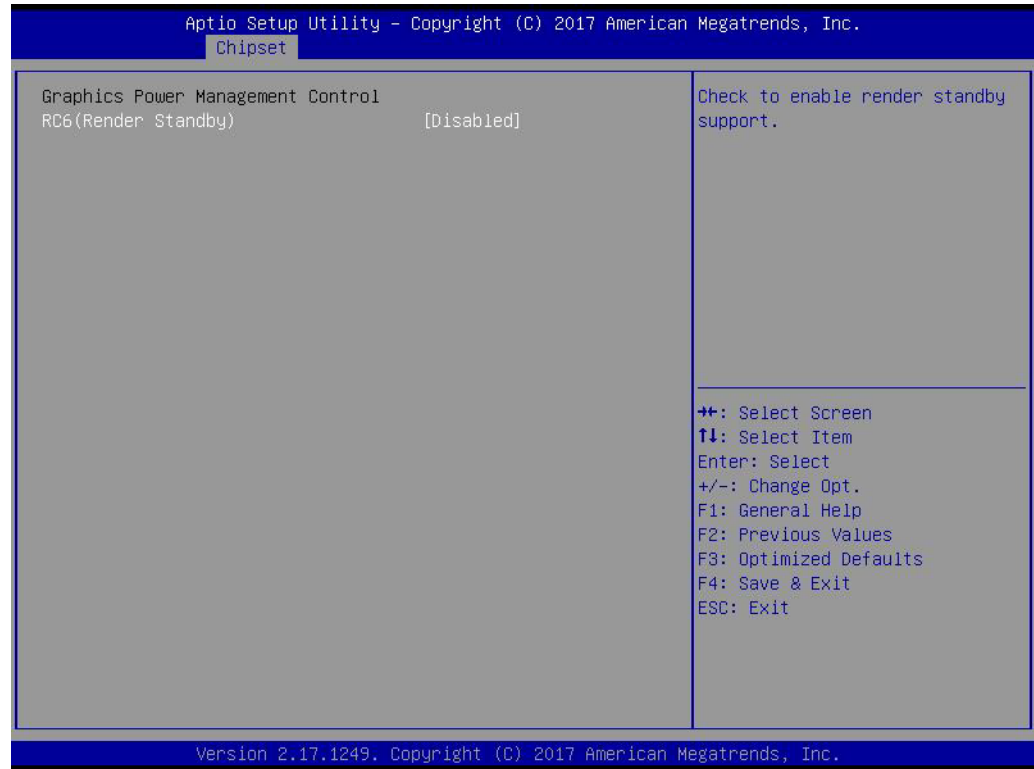 Aptio Setup Utility – Copyright (C) 2017 American Megatrends, Inc.
Chipset
Graphics Power Management Control
RC6(Render Standby) [Disabled]
Check to enable render standby
support.
→←: Select Screen
↑↓: Select Item
Enter: Select
+/-: Change Opt.
F1: General Help
F2: Previous Values
F3: Optimized Defaults
F4: Save & Exit
ESC: Exit
Version 2.17.1249. Copyright (C) 2017 American Megatrends, Inc.